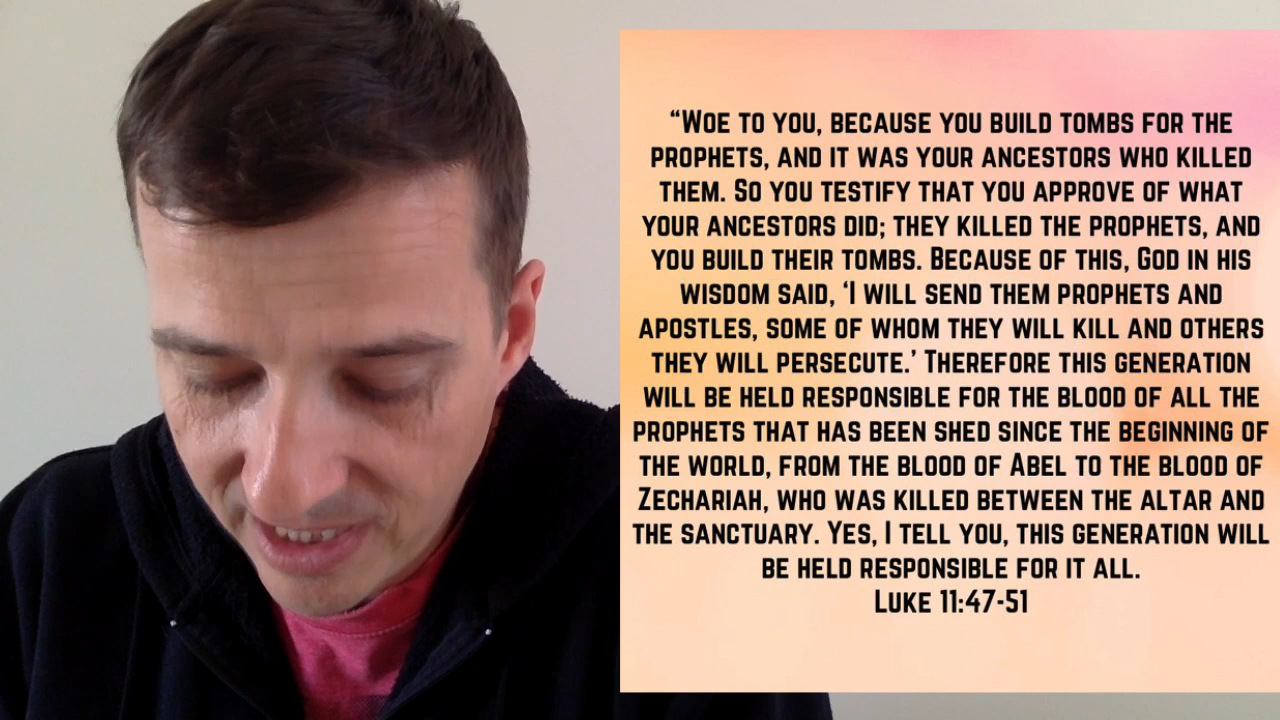 “Woe to you, because you build tombs for the
prophets, and it was your ancestors who killed
them. So you testify that you approve of what
your ancestors did; they killed the prophets, and
you build their tombs. Because of this, God in his
wisdom said, ‘I will send them prophets and
apostles, some of whom they will kill and others
they will persecute.’ Therefore this generation
will be held responsible for the blood of all the
prophets that has been shed since the beginning of
the world, from the blood of Abel to the blood of
Zechariah, who was killed between the altar and
the sanctuary. Yes, I tell you, this generation will
be held responsible for it all.
Luke 11:47-51